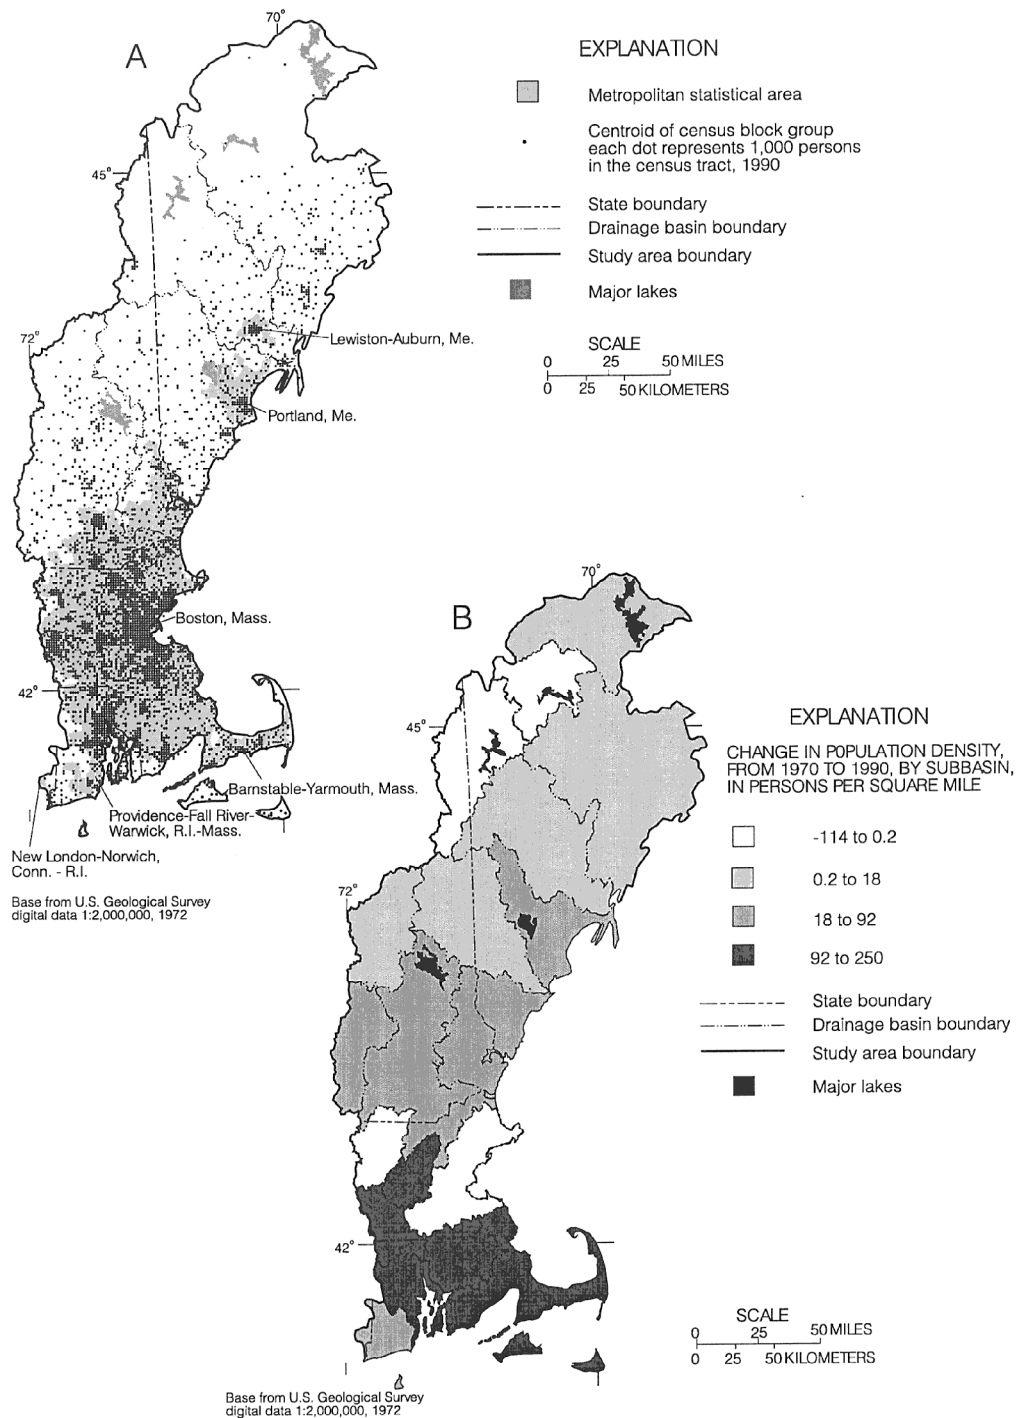 A
70°
45°
72°
42°
Lewiston-Auburn, Me.
Portland, Me.
Boston, Mass.
Barnstable-Yarmouth, Mass.
Providence-Fall River-
Warwick, R.I.-Mass.
New London-Norwich,
Conn. - R.I.
Base from U.S. Geological Survey
digital data 1:2,000,000, 1972
EXPLANATION
Metropolitan statistical area
Centroid of census block group
each dot represents 1,000 persons
in the census tract, 1990
State boundary
Drainage basin boundary
Study area boundary
Major lakes
SCALE
0 25 50 MILES
0 25 50 KILOMETERS
B
70°
45°
72°
42°
Base from U.S. Geological Survey
digital data 1:2,000,000, 1972
EXPLANATION
CHANGE IN POPULATION DENSITY,
FROM 1970 TO 1990, BY SUBBASIN,
IN PERSONS PER SQUARE MILE
-114 to 0.2
0.2 to 18
18 to 92
92 to 250
State boundary
Drainage basin boundary
Study area boundary
Major lakes
SCALE
0 25 50 MILES
0 25 50 KILOMETERS